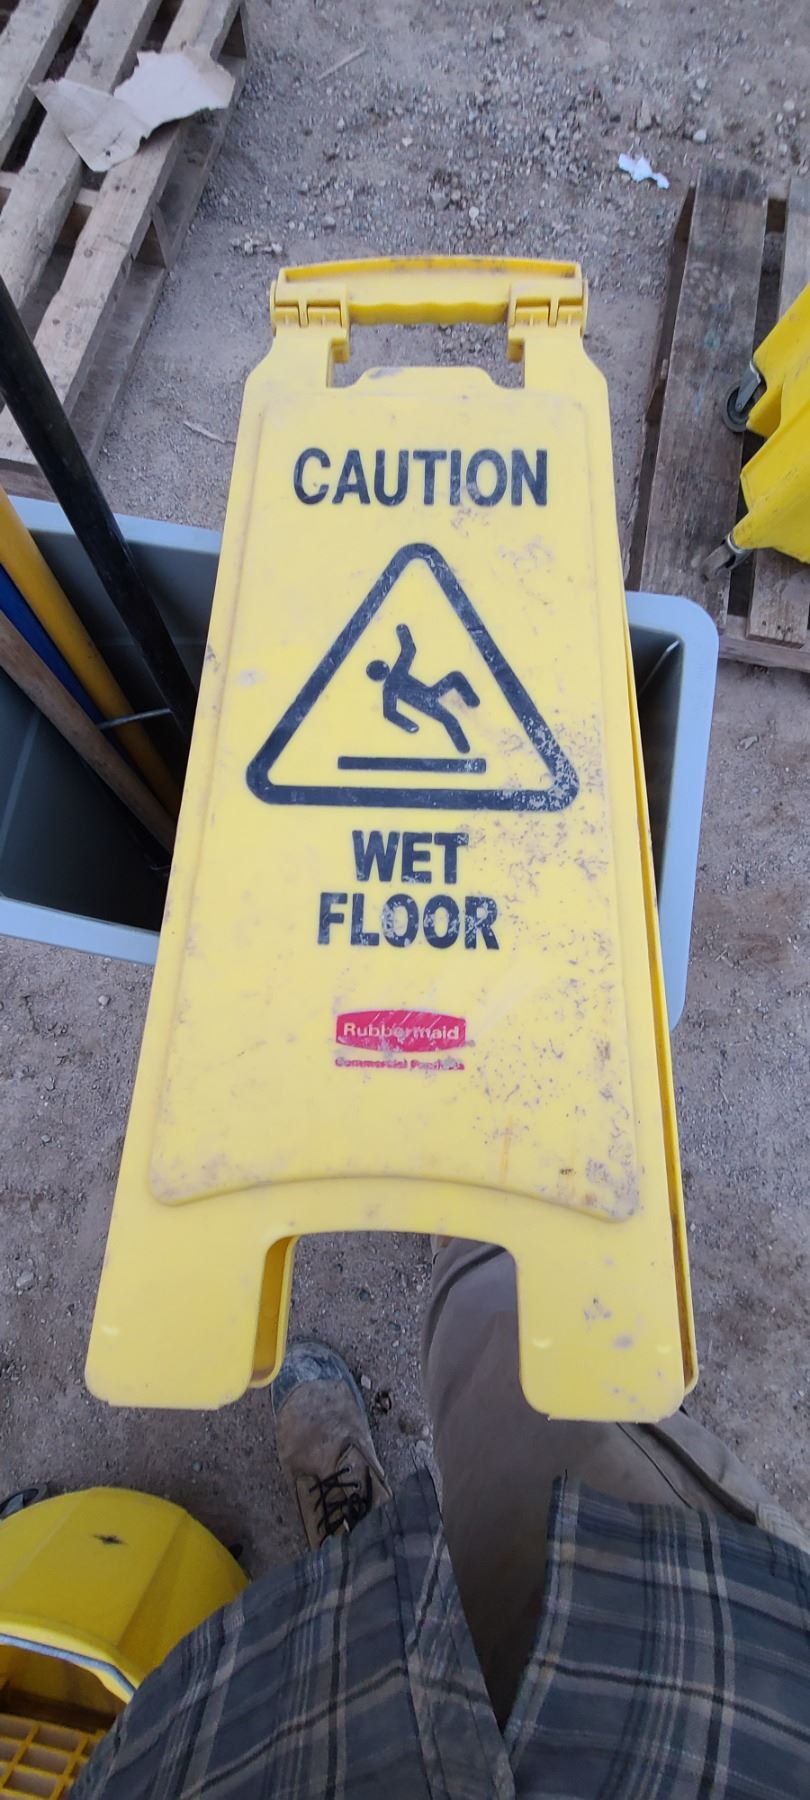 CAUTION
WET
FLOOR
Rubbermaid
Commercial Products